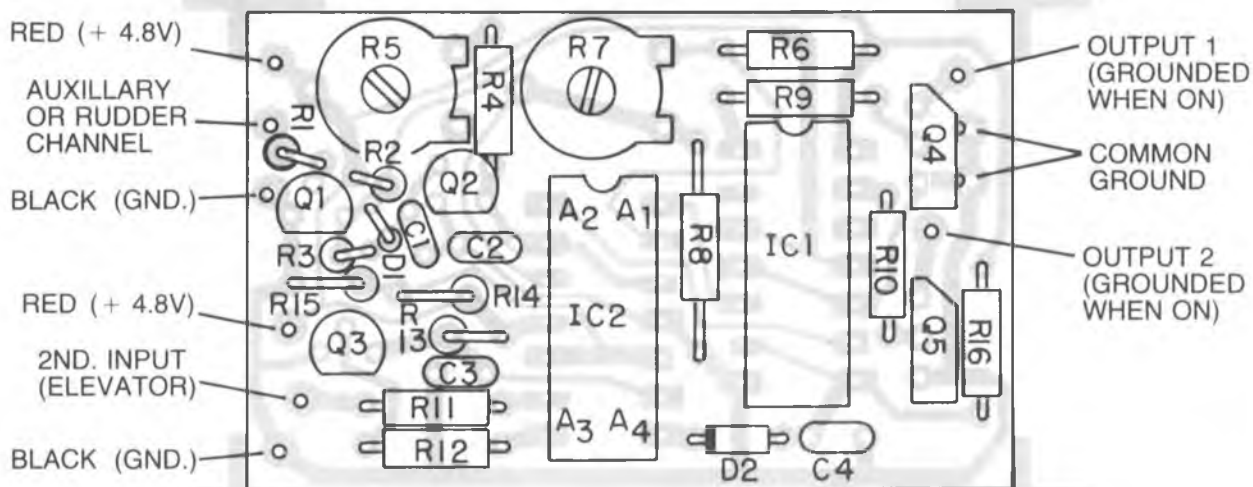 RED (+ 4.8V)
AUXILLARY
OR RUDDER
CHANNEL
BLACK (GND.)
RED (+ 4.8V)
2ND. INPUT
(ELEVATOR)
BLACK (GND.)
R5
R4
R7
R6
R9
R1
R2
Q1
Q2
C1
C2
R3
D1
R15
R14
R
13
Q3
C3
R11
R12
A2 A1
IC2
A3 A4
R8
IC1
R10
Q4
Q5
R16
D2
C4
OUTPUT 1
(GROUNDED
WHEN ON)
COMMON
GROUND
OUTPUT 2
(GROUNDED
WHEN ON)